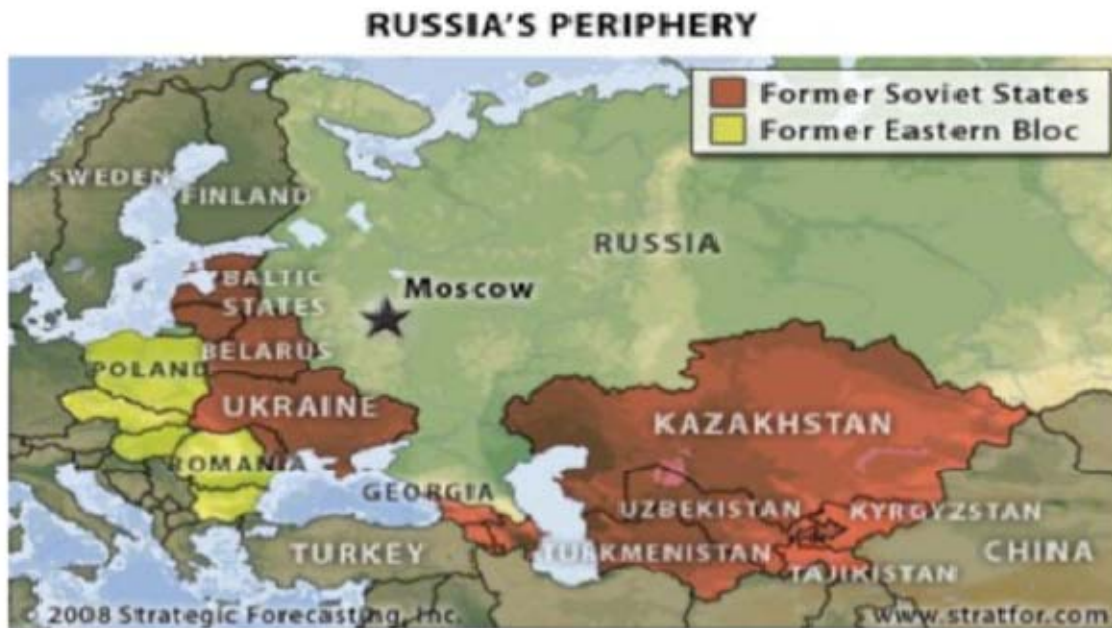 RUSSIA'S PERIPHERY
Former Soviet States
Former Eastern Bloc
SWEDEN
FINLAND
RUSSIA
BALTIC
STATES
Moscow
BELARUS
POLAND
UKRAINE
KAZAKHSTAN
ROMANIA
GEORGIA
UZBEKISTAN
KYRGYZSTAN
TURKEY
TURKMENISTAN
CHINA
TAJIKISTAN
© 2008 Strategic Forecasting, Inc.
www.stratfor.com